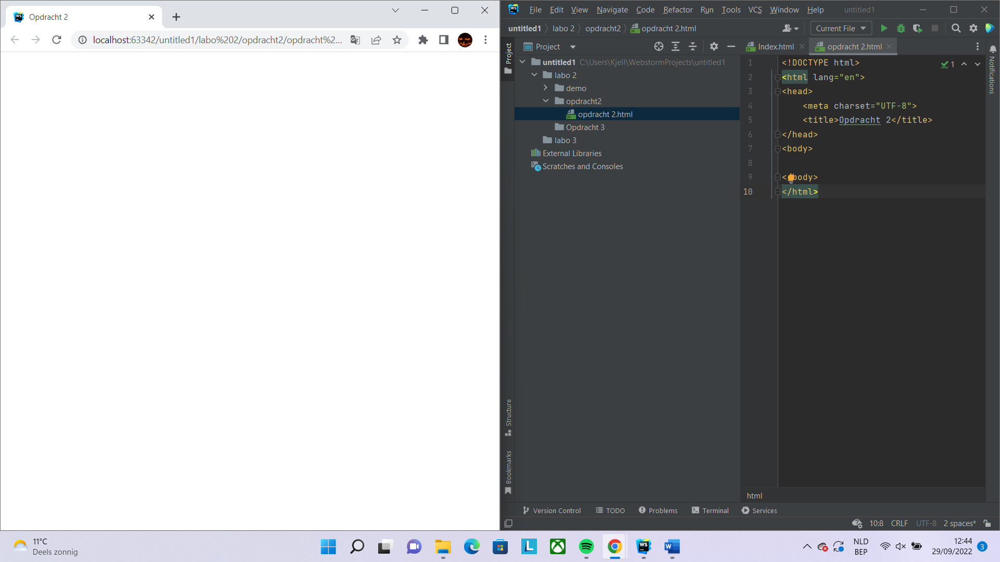 Opdracht 2
localhost:63342/untitled1/labo%202/opdracht2/opdracht%2...
WS
File Edit View Navigate Code Refactor Run Tools VCS Window Help untitled1
untitled1 labo 2 opdracht2 opdracht 2.html
Current File
Project
Index.html
opdracht 2.html
Project
untitled1 C:\Users\Kjell\WebstormProjects\untitled1
labo 2
demo
opdracht2
opdracht 2.html
Opdracht 3
labo 3
External Libraries
Scratches and Consoles
1 <!DOCTYPE html>
2 <html lang="en">
3 <head>
4 <meta charset="UTF-8">
5 <title>Opdracht 2</title>
6 </head>
7 <body>
8
9 </body>
10 </html>
1
Notifications
Structure
Bookmarks
html
Version Control TODO Problems Terminal Services
10:8 CRLF UTF-8 2 spaces*
11°C
Deels zonnig
L
WS
W
NLD
BEP
12:44
29/09/2022
3